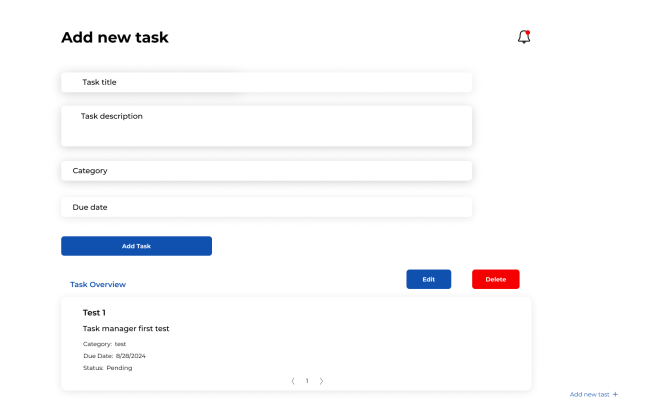 Add new task
Task title
Task description
Category
Due date
Add Task
Task Overview
Edit
Delete
Test 1
Task manager first test
Category: test
Due Date: 8/28/2024
Status: Pending
〈 1 〉
Add new tast +